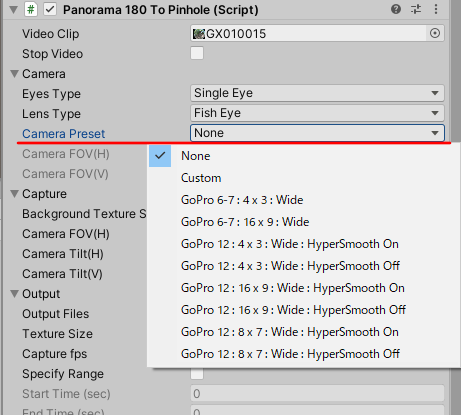 Panorama 180 To Pinhole (Script)
Video Clip
GX010015
Stop Video
Camera
Eyes Type
Single Eye
Lens Type
Fish Eye
Camera Preset
None
Camera FOV(H)
Camera FOV(V)
None
Custom
GoPro 6-7 : 4 x 3 : Wide
GoPro 6-7 : 16 x 9 : Wide
GoPro 12 : 4 x 3 : Wide : HyperSmooth On
GoPro 12 : 4 x 3 : Wide : HyperSmooth Off
GoPro 12 : 16 x 9 : Wide : HyperSmooth On
GoPro 12 : 16 x 9 : Wide : HyperSmooth Off
GoPro 12 : 8 x 7 : Wide : HyperSmooth On
GoPro 12 : 8 x 7 : Wide : HyperSmooth Off
Capture
Background Texture S
Camera FOV(H)
Camera Tilt(H)
Camera Tilt(V)
Output
Output Files
Texture Size
Capture fps
Specify Range
Start Time (sec)
0
End Time (sec)
0